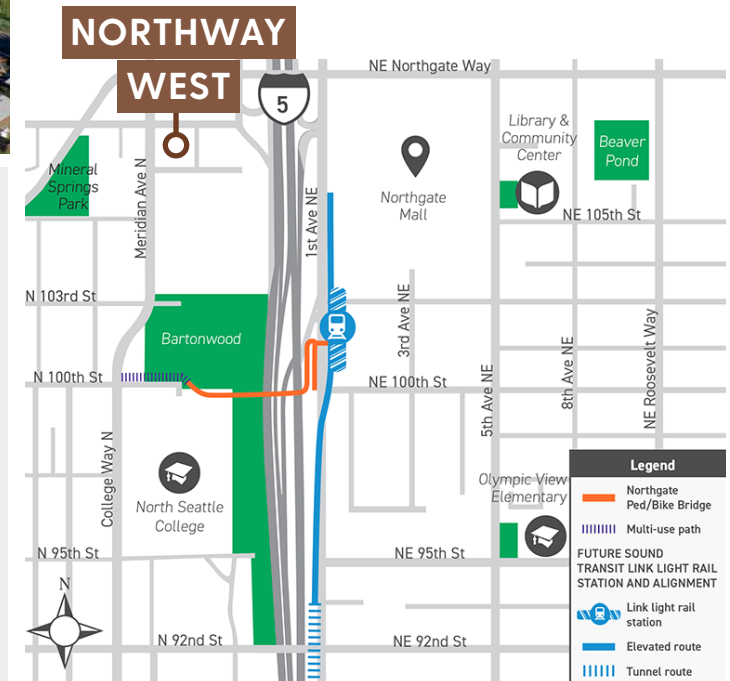 NORTHWAY
WEST
NE Northgate Way
5
Library &
Community
Center
Beaver
Pond
Mineral
Springs
Park
Meridian Ave N
1st Ave NE
Northgate
Mall
NE 105th St
N 103rd St
Bartonwood
3rd Ave NE
8th Ave NE
NE Roosevelt Way
5th Ave NE
N 100th St
NE 100th St
College Way N
North Seattle
College
Olympic View
Elementary
N 95th St
NE 95th St
N
N 92nd St
NE 92nd St
Legend
Northgate
Ped/Bike Bridge
Multi-use path
FUTURE SOUND
TRANSIT LINK LIGHT RAIL
STATION AND ALIGNMENT
Link light rail
station
Elevated route
Tunnel route